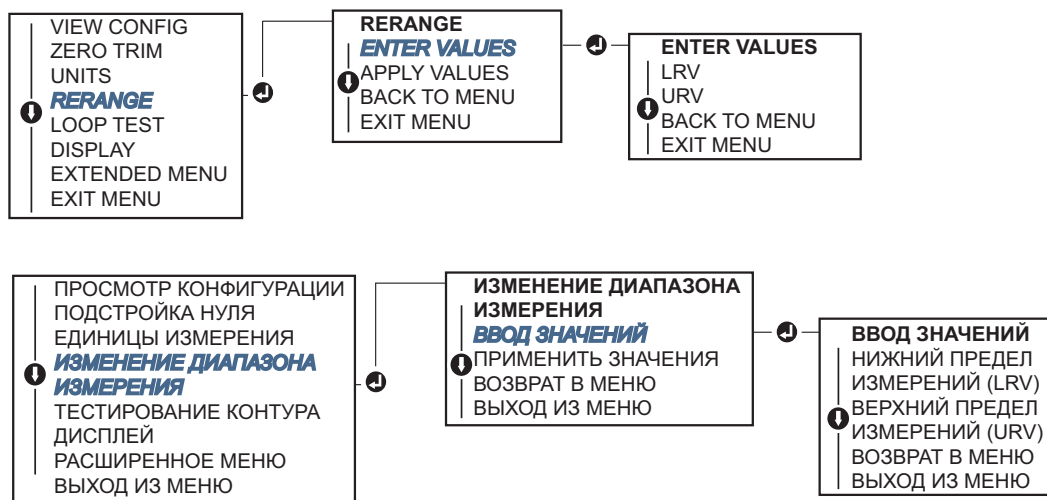 VIEW CONFIG
ZERO TRIM
UNITS
RERANGE
LOOP TEST
DISPLAY
EXTENDED MENU
EXIT MENU
RERANGE
ENTER VALUES
APPLY VALUES
BACK TO MENU
EXIT MENU
ENTER VALUES
LRV
URV
BACK TO MENU
EXIT MENU
ПРОСМОТР КОНФИГУРАЦИИ
ПОДСТРОЙКА НУЛЯ
ЕДИНИЦЫ ИЗМЕРЕНИЯ
ИЗМЕНЕНИЕ ДИАПАЗОНА
ИЗМЕРЕНИЯ
ТЕСТИРОВАНИЕ КОНТУРА
ДИСПЛЕЙ
РАСШИРЕННОЕ МЕНЮ
ВЫХОД ИЗ МЕНЮ
ИЗМЕНЕНИЕ ДИАПАЗОНА
ИЗМЕРЕНИЯ
ВВОД ЗНАЧЕНИЙ
ПРИМЕНИТЬ ЗНАЧЕНИЯ
ВОЗВРАТ В МЕНЮ
ВЫХОД ИЗ МЕНЮ
ВВОД ЗНАЧЕНИЙ
НИЖНИЙ ПРЕДЕЛ
ИЗМЕРЕНИЙ (LRV)
ВЕРХНИЙ ПРЕДЕЛ
ИЗМЕРЕНИЙ (URV)
ВОЗВРАТ В МЕНЮ
ВЫХОД ИЗ МЕНЮ